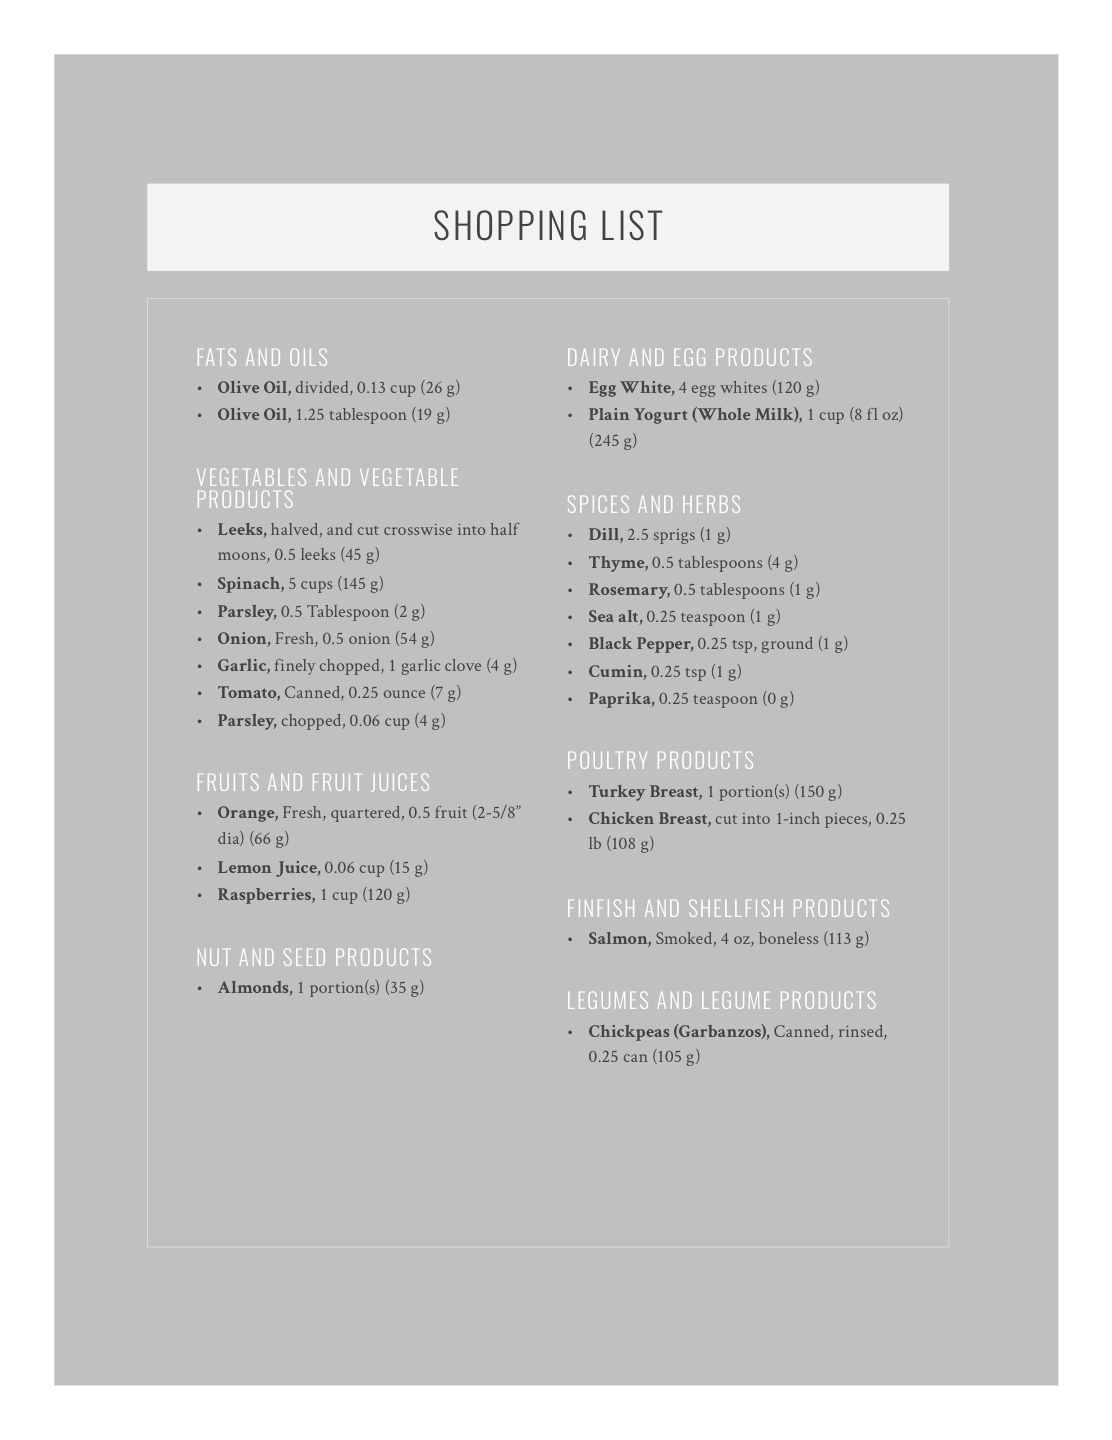 SHOPPING LIST
FATS AND OILS
• Olive Oil, divided, 0.13 cup (26 g)
• Olive Oil, 1.25 tablespoon (19 g)
VEGETABLES AND VEGETABLE
PRODUCTS
• Leeks, halved, and cut crosswise into half
moons, 0.5 leeks (45 g)
• Spinach, 5 cups (145 g)
• Parsley, 0.5 Tablespoon (2 g)
• Onion, Fresh, 0.5 onion (54 g)
• Garlic, finely chopped, 1 garlic clove (4 g)
• Tomato, Canned, 0.25 ounce (7 g)
• Parsley, chopped, 0.06 cup (4 g)
FRUITS AND FRUIT JUICES
• Orange, Fresh, quartered, 0.5 fruit (2-5/8”
dia) (66 g)
• Lemon Juice, 0.06 cup (15 g)
• Raspberries, 1 cup (120 g)
NUT AND SEED PRODUCTS
• Almonds, 1 portion(s) (35 g)
DAIRY AND EGG PRODUCTS
• Egg White, 4 egg whites (120 g)
• Plain Yogurt (Whole Milk), 1 cup (8 fl oz)
(245 g)
SPICES AND HERBS
• Dill, 2.5 sprigs (1 g)
• Thyme, 0.5 tablespoons (4 g)
• Rosemary, 0.5 tablespoons (1 g)
• Sea alt, 0.25 teaspoon (1 g)
• Black Pepper, 0.25 tsp, ground (1 g)
• Cumin, 0.25 tsp (1 g)
• Paprika, 0.25 teaspoon (0 g)
POULTRY PRODUCTS
• Turkey Breast, 1 portion(s) (150 g)
• Chicken Breast, cut into 1-inch pieces, 0.25
lb (108 g)
FINFISH AND SHELLFISH PRODUCTS
• Salmon, Smoked, 4 oz, boneless (113 g)
LEGUMES AND LEGUME PRODUCTS
• Chickpeas (Garbanzos), Canned, rinsed,
0.25 can (105 g)